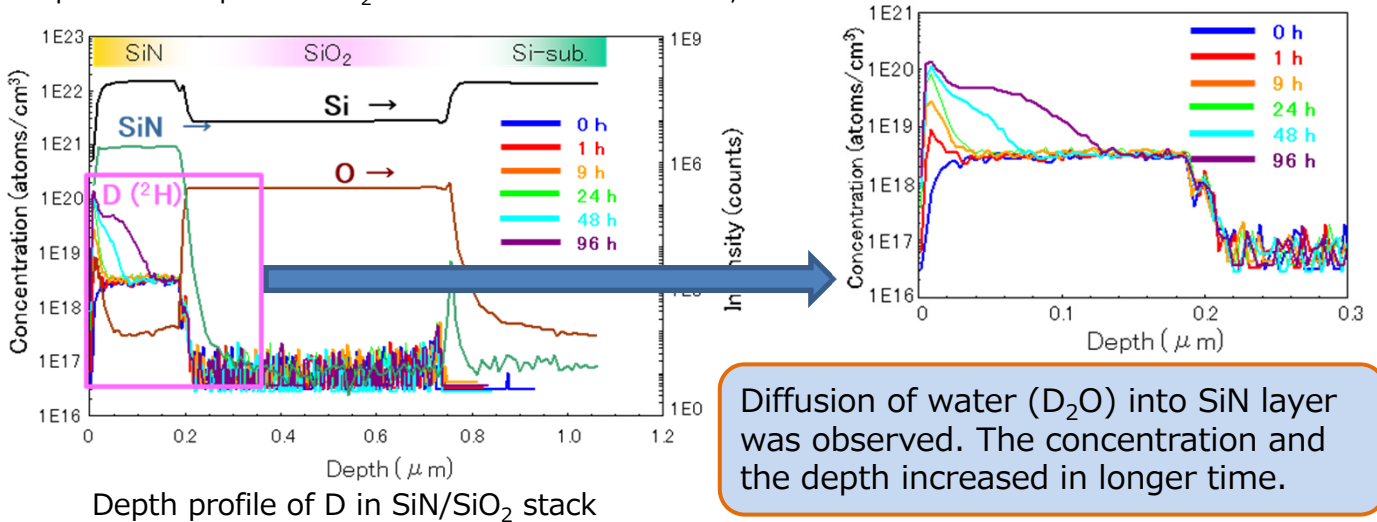 1E23
1E22
1E21
1E20
1E19
1E18
1E17
1E16
Concentration (atoms/cm³)
SiN
SiO₂
Si-sub.
Si →
SiN →
O →
D (²H)
0 h
1 h
9 h
24 h
48 h
96 h
1E9
1E6
1E0
0
0.2
0.4
0.6
0.8
1.0
1.2
Depth (μm)
Depth profile of D in SiN/SiO₂ stack
1E21
1E20
1E19
1E18
1E17
1E16
Concentration (atoms/cm³)
0 h
1 h
9 h
24 h
48 h
96 h
0
0.1
0.2
0.3
Depth (μm)
Diffusion of water (D₂O) into SiN layer
was observed. The concentration and
the depth increased in longer time.